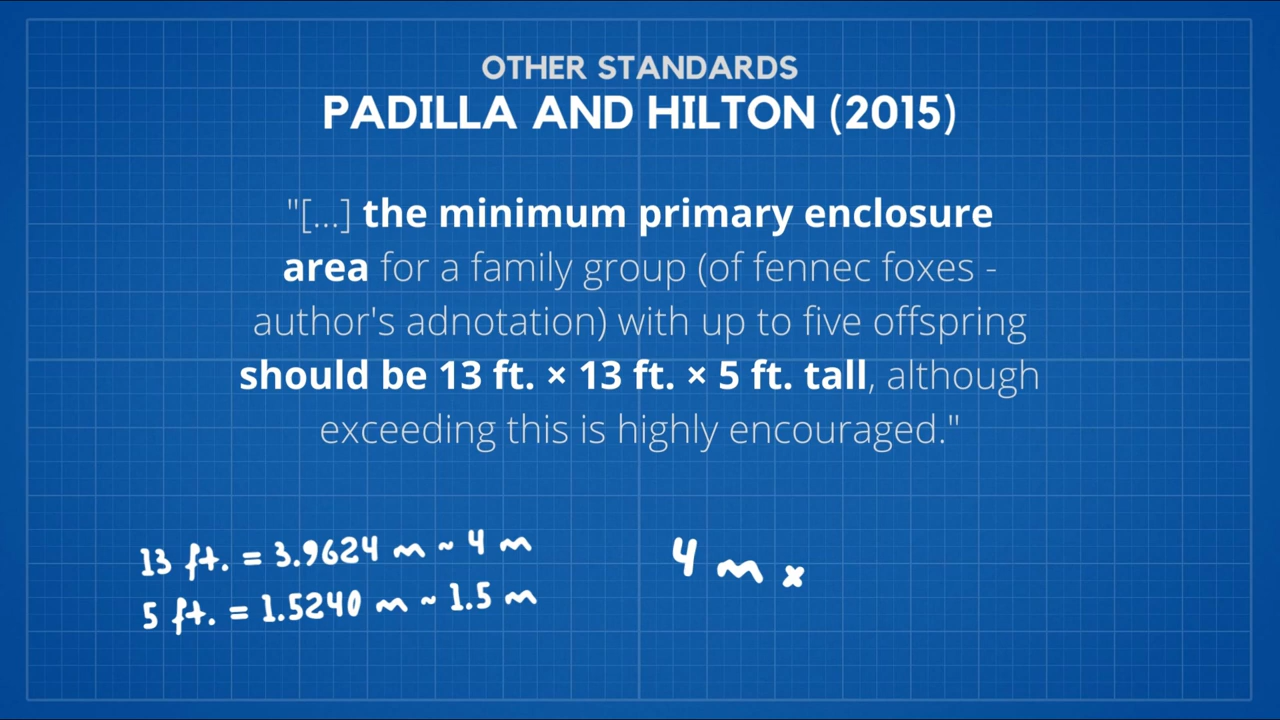 OTHER STANDARDS
PADILLA AND HILTON (2015)
"[...] the minimum primary enclosure
area for a family group (of fennec foxes -
author's adnotation) with up to five offspring
should be 13 ft. × 13 ft. × 5 ft. tall, although
exceeding this is highly encouraged."
13 ft. = 3.9624 m ~ 4 m
5 ft. = 1.5240 m ~ 1.5 m
4 m ×